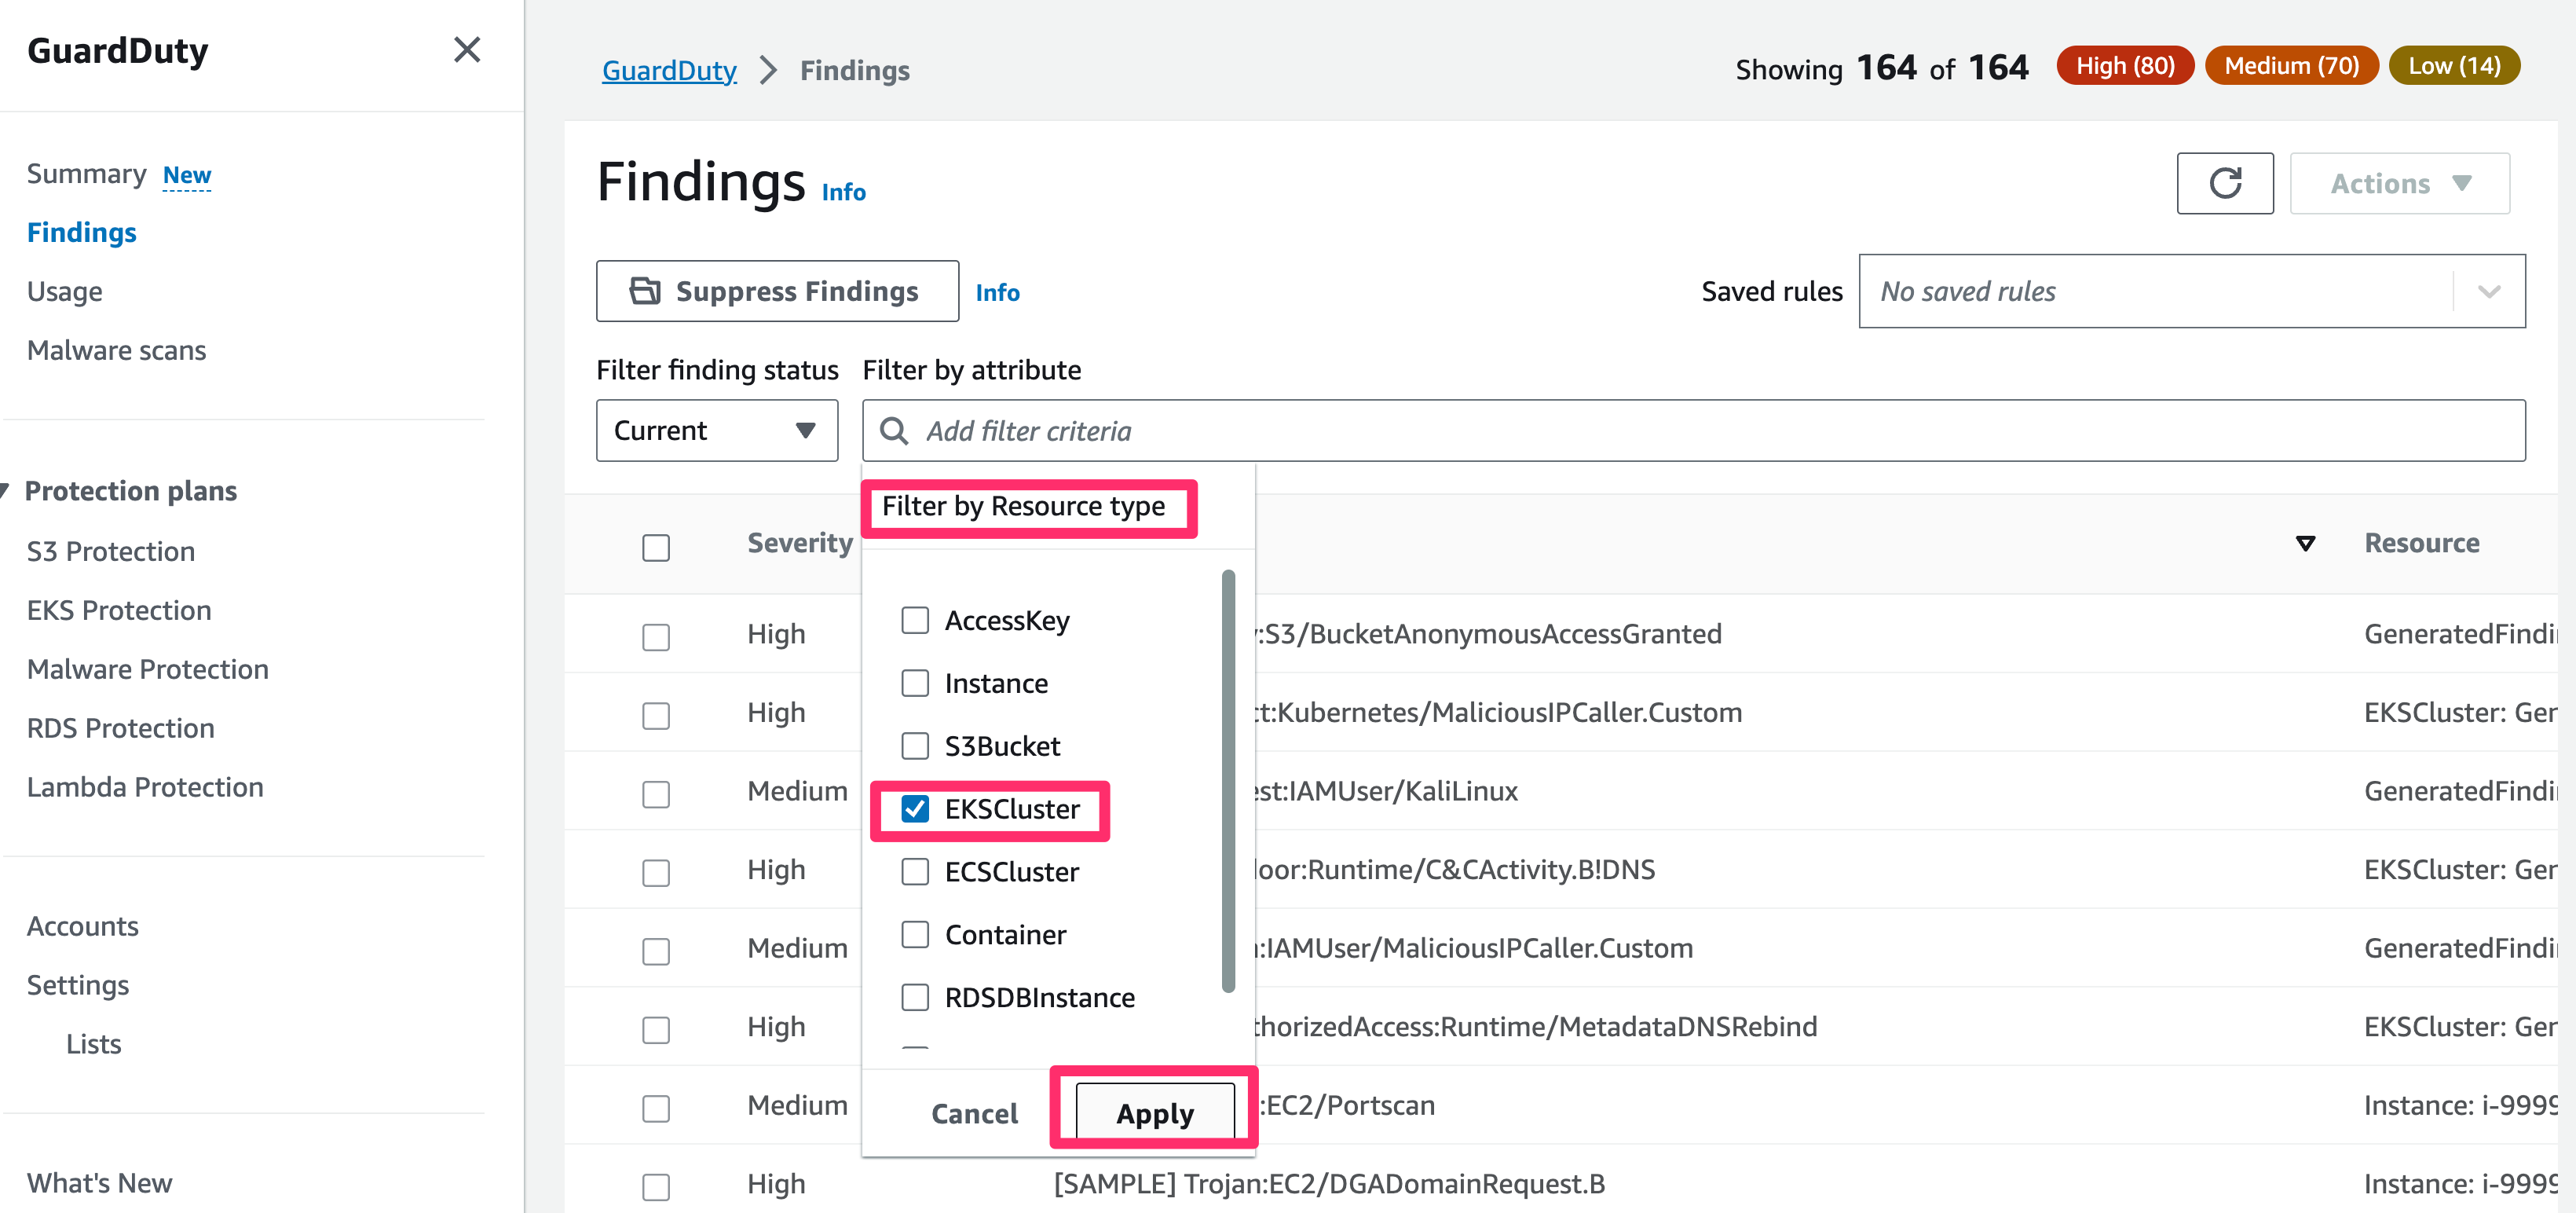 GuardDuty
Summary New
Findings
Usage
Malware scans
Protection plans
S3 Protection
EKS Protection
Malware Protection
RDS Protection
Lambda Protection
Accounts
Settings
Lists
What's New
GuardDuty > Findings
Showing 164 of 164 High (80) Medium (70) Low (14)
Findings Info
Actions
Suppress Findings Info
Saved rules No saved rules
Filter finding status Filter by attribute
Current Add filter criteria
Filter by Resource type
AccessKey
Instance
S3Bucket
EKSCluster
ECSCluster
Container
RDSDBInstance
Cancel Apply
Severity Resource
High :S3/BucketAnonymousAccessGranted GeneratedFindi
High ct:Kubernetes/MaliciousIPCaller.Custom EKSCluster: Ger
Medium est:IAMUser/KaliLinux GeneratedFindi
High oor:Runtime/C&CActivity.B!DNS EKSCluster: Ger
Medium :IAMUser/MaliciousIPCaller.Custom GeneratedFindi
High thorizedAccess:Runtime/MetadataDNSRebind EKSCluster: Ger
Medium :EC2/Portscan Instance: i-9999
High [SAMPLE] Trojan:EC2/DGADomainRequest.B Instance: i-9999